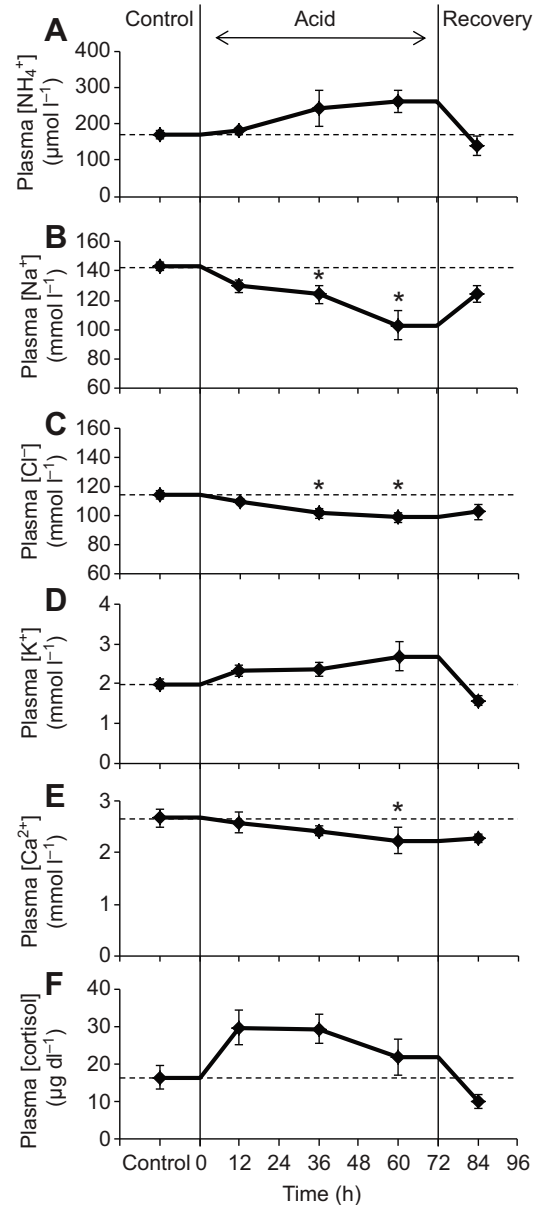 Control Acid Recovery
A
Plasma [NH₄⁺]
(µmol l⁻¹)
400
300
200
100
0
B
Plasma [Na⁺]
(mmol l⁻¹)
160
140
120
100
80
60
* *
C
Plasma [Cl⁻]
(mmol l⁻¹)
160
140
120
100
80
60
* *
D
Plasma [K⁺]
(mmol l⁻¹)
4
3
2
1
0
E
Plasma [Ca²⁺]
(mmol l⁻¹)
3
2
1
0
*
F
Plasma [cortisol]
(µg dl⁻¹)
40
30
20
10
0
Control 0 12 24 36 48 60 72 84 96
Time (h)